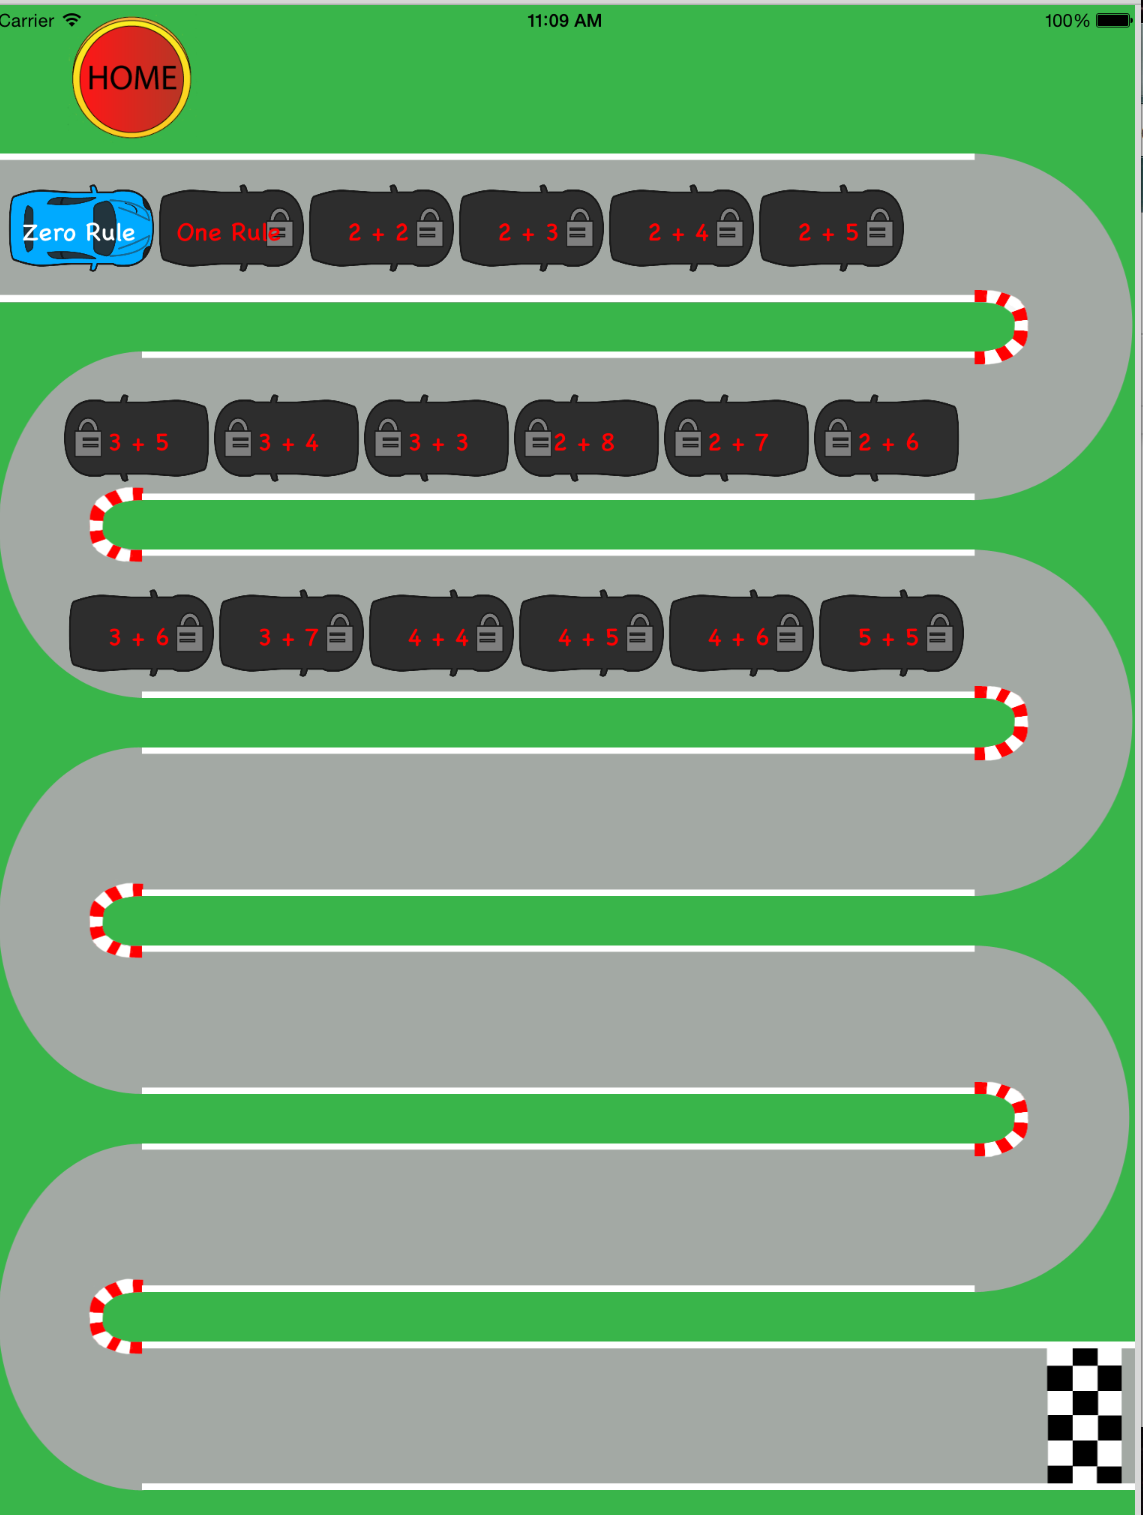 Carrier 11:09 AM 100%
HOME
Zero Rule One Rule 2 + 2 2 + 3 2 + 4 2 + 5
3 + 5 3 + 4 3 + 3 2 + 8 2 + 7 2 + 6
3 + 6 3 + 7 4 + 4 4 + 5 4 + 6 5 + 5